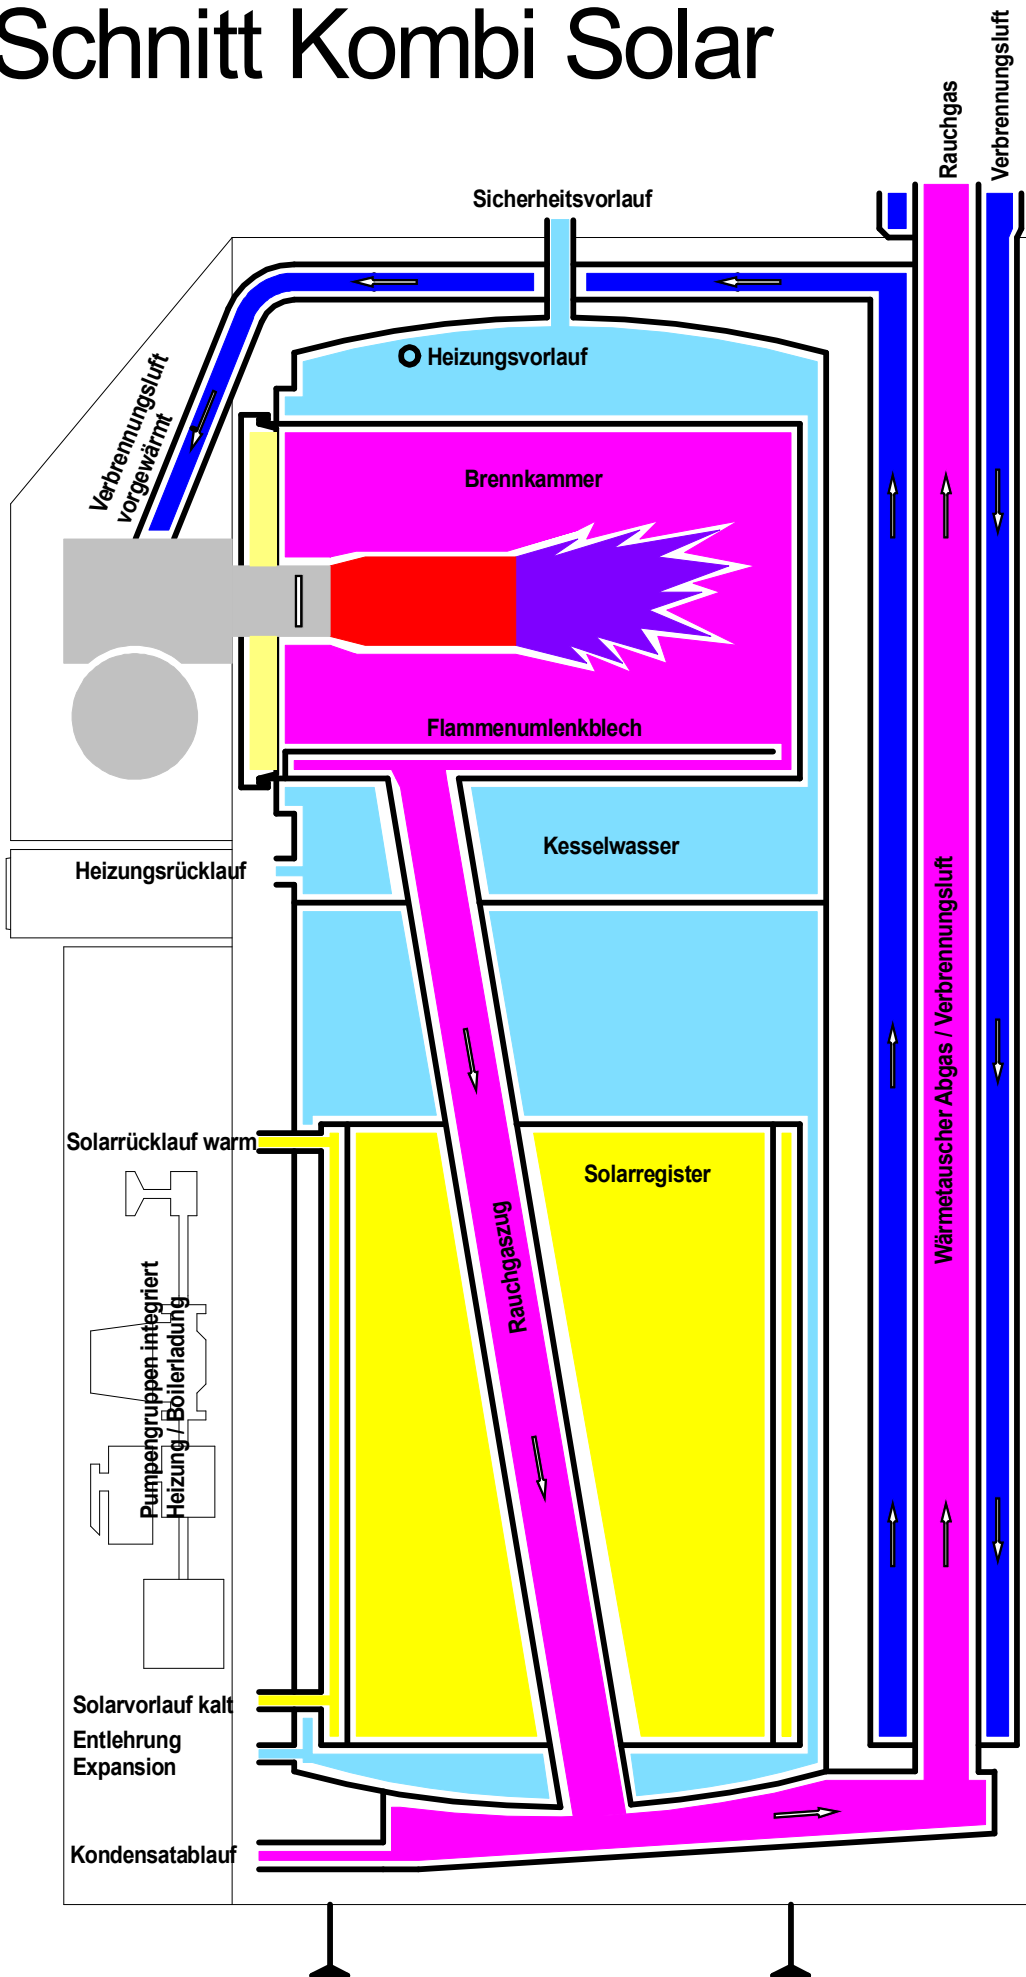 Schnitt Kombi Solar
Verbrennungsluft
Rauchgas
Sicherheitsvorlauf
Heizungsvorlauf
Verbrennungsluft
vorgewärmt
Brennkammer
Flammenumlenkblech
Kesselwasser
Heizungsrücklauf
Wärmetauscher Abgas / Verbrennungsluft
Solarrücklauf warm
Solarregister
Rauchgaszug
Pumpengruppen integriert
Heizung / Boilerladung
Solarvorlauf kalt
Entlehrung
Expansion
Kondensatablauf